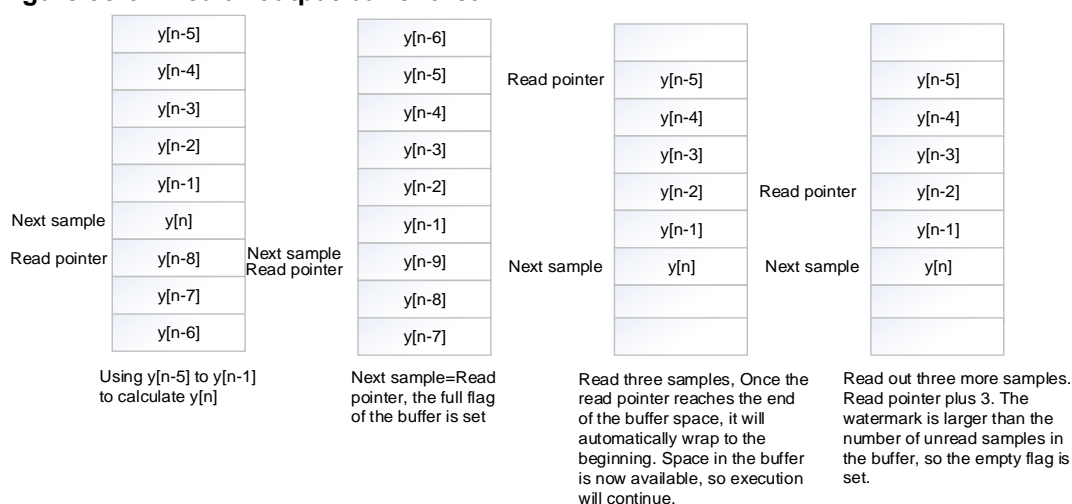 y[n-5]
y[n-4]
y[n-3]
y[n-2]
y[n-1]
Next sample y[n]
Read pointer y[n-8]
y[n-7]
y[n-6]
Using y[n-5] to y[n-1]
to calculate y[n]
y[n-6]
y[n-5]
y[n-4]
y[n-3]
y[n-2]
y[n-1]
Next sample
Read pointer y[n-9]
y[n-8]
y[n-7]
Next sample=Read
pointer, the full flag
of the buffer is set
Read pointer y[n-5]
y[n-4]
y[n-3]
y[n-2]
y[n-1]
Next sample y[n]
Read three samples, Once the
read pointer reaches the end
of the buffer space, it will
automatically wrap to the
beginning. Space in the buffer
is now available, so execution
will continue.
y[n-5]
y[n-4]
y[n-3]
Read pointer y[n-2]
y[n-1]
Next sample y[n]
Read out three more samples.
Read pointer plus 3. The
watermark is larger than the
number of unread samples in
the buffer, so the empty flag is
set.